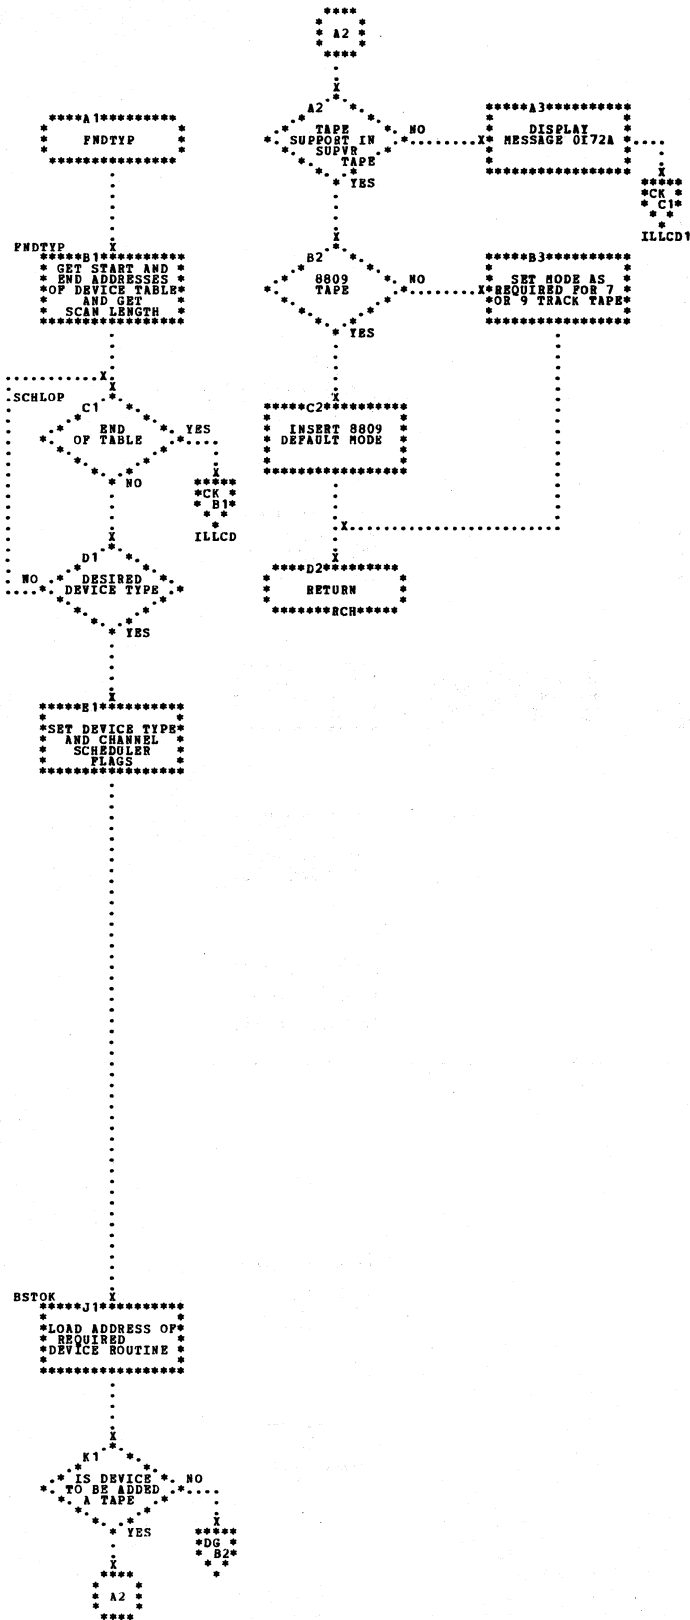 A1
FNDTYP
FNDTYP
B1
GET START AND
END ADDRESSES
OF DEVICE TABLE
AND GET
SCAN LENGTH
SCHLOP
C1
END
OF TABLE
YES
NO
CK
B1
ILLCD
D1
DESIRED
DEVICE TYPE
NO
YES
E1
SET DEVICE TYPE
AND CHANNEL
SCHEDULER
FLAGS
BSTOK
J1
LOAD ADDRESS OF
REQUIRED
DEVICE ROUTINE
K1
IS DEVICE
TO BE ADDED
A TAPE
NO
YES
DG
B2
A2
A2
A2
TAPE
SUPPORT IN
SUPVR
TAPE
NO
YES
A3
DISPLAY
MESSAGE 0I72A
CK
C1
ILLCD1
B2
8809
TAPE
NO
YES
B3
SET MODE AS
REQUIRED FOR 7
OR 9 TRACK TAPE
C2
INSERT 8809
DEFAULT MODE
D2
RETURN
RCH